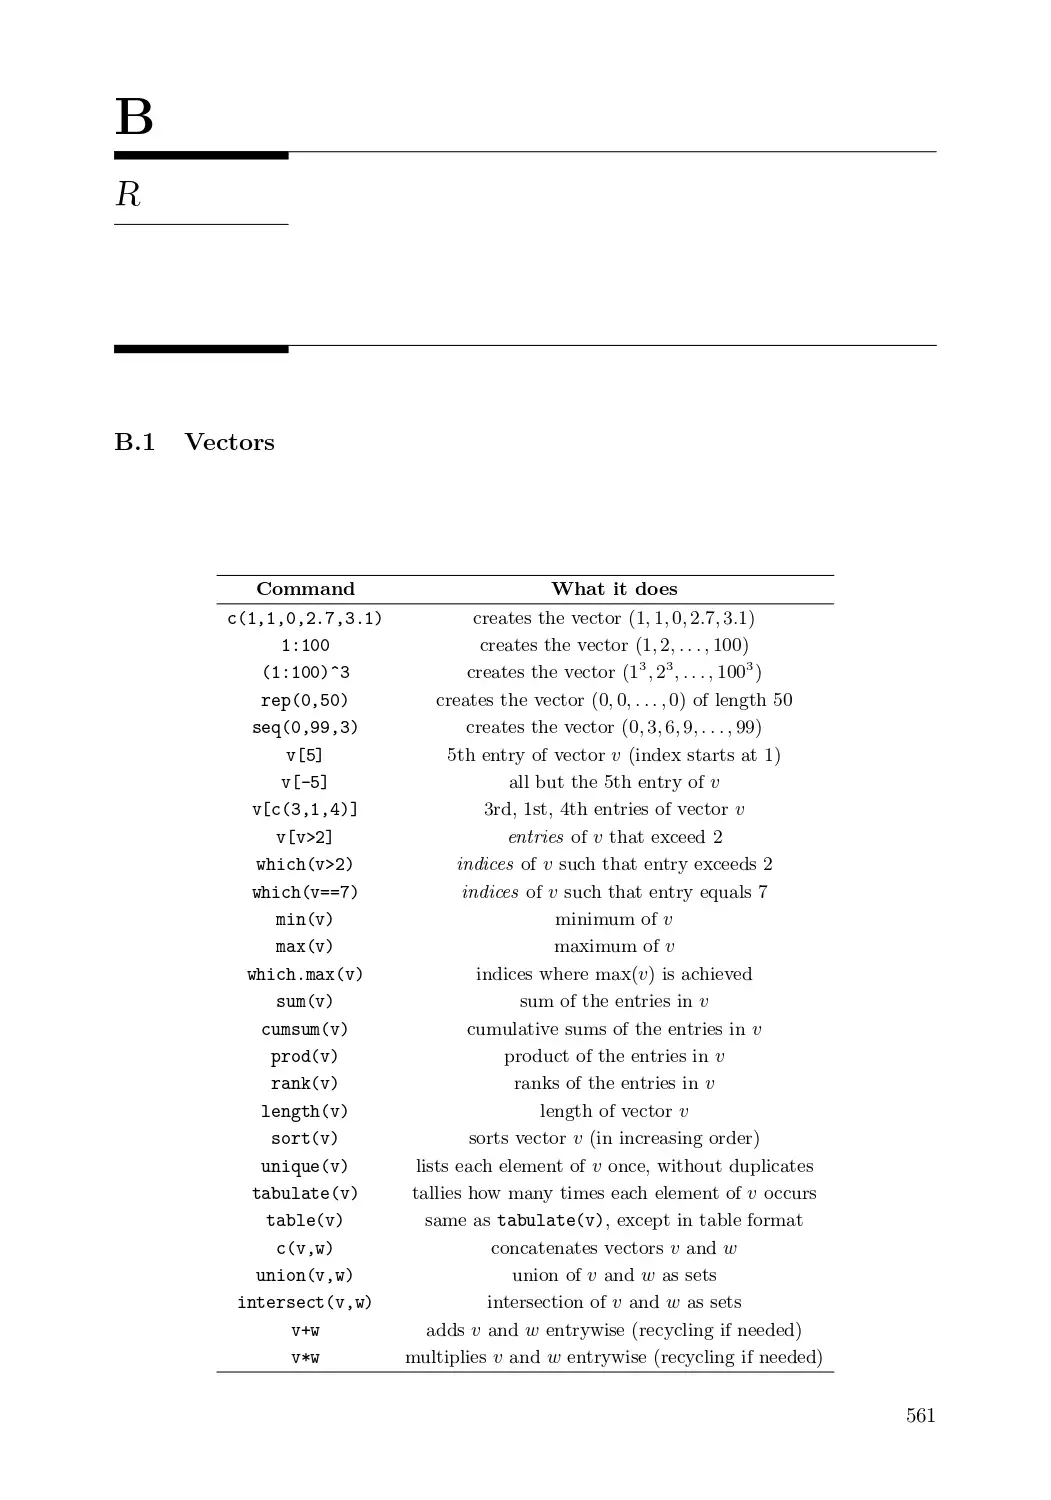 B
R
B.1 Vectors
Command What it does
c(1,1,0,2.7,3.1) creates the vector (1, 1, 0, 2.7, 3.1)
1:100 creates the vector (1, 2, . . . , 100)
(1:100)^3 creates the vector (1³, 2³, . . . , 100³)
rep(0,50) creates the vector (0, 0, . . . , 0) of length 50
seq(0,99,3) creates the vector (0, 3, 6, 9, . . . , 99)
v[5] 5th entry of vector v (index starts at 1)
v[-5] all but the 5th entry of v
v[c(3,1,4)] 3rd, 1st, 4th entries of vector v
v[v>2] entries of v that exceed 2
which(v>2) indices of v such that entry exceeds 2
which(v==7) indices of v such that entry equals 7
min(v) minimum of v
max(v) maximum of v
which.max(v) indices where max(v) is achieved
sum(v) sum of the entries in v
cumsum(v) cumulative sums of the entries in v
prod(v) product of the entries in v
rank(v) ranks of the entries in v
length(v) length of vector v
sort(v) sorts vector v (in increasing order)
unique(v) lists each element of v once, without duplicates
tabulate(v) tallies how many times each element of v occurs
table(v) same as tabulate(v), except in table format
c(v,w) concatenates vectors v and w
union(v,w) union of v and w as sets
intersect(v,w) intersection of v and w as sets
v+w adds v and w entrywise (recycling if needed)
v*w multiplies v and w entrywise (recycling if needed)
561